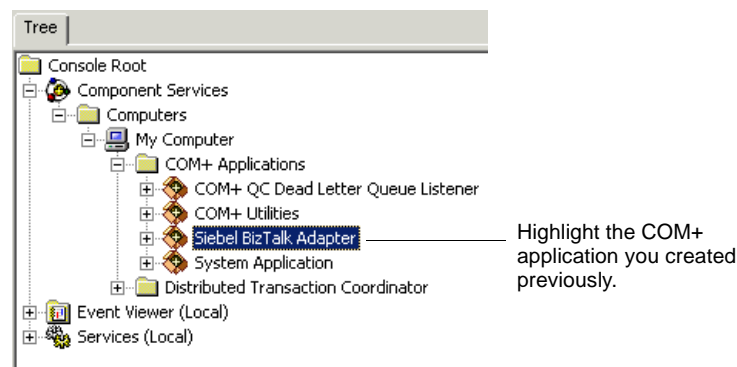 Tree
Console Root
Component Services
Computers
My Computer
COM+ Applications
COM+ QC Dead Letter Queue Listener
COM+ Utilities
Siebel BizTalk Adapter
System Application
Distributed Transaction Coordinator
Event Viewer (Local)
Services (Local)
Highlight the COM+
application you created
previously.